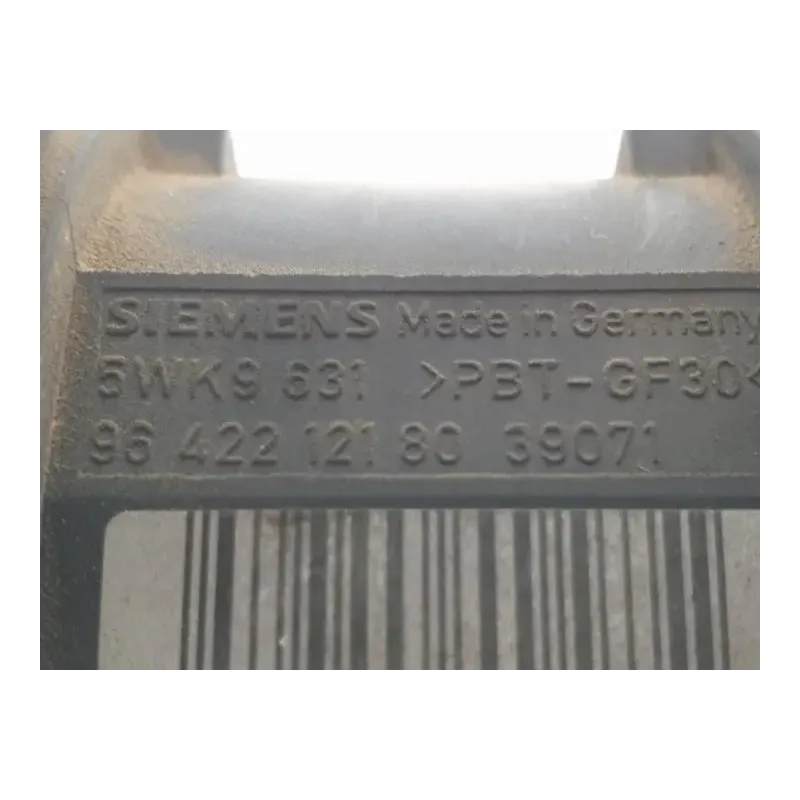 SIEMENS Made in Germany
5WK9 631 >PBT-GF30<
96 422 121 80 39071